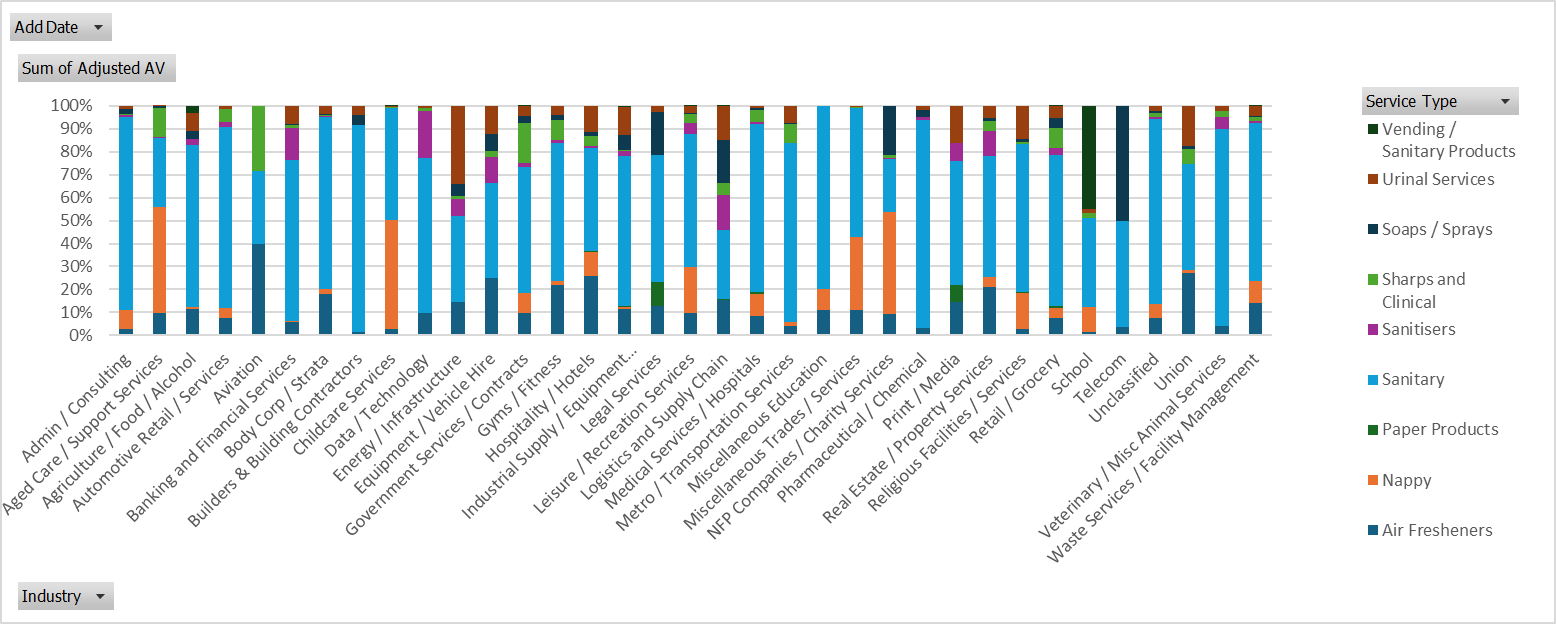 Add Date
Sum of Adjusted AV
100%
90%
80%
70%
60%
50%
40%
30%
20%
10%
0%
Admin / Consulting
Aged Care / Support Services
Agriculture / Food / Alcohol
Automotive Retail / Services
Aviation
Banking and Financial Services
Body Corp / Strata
Builders & Building Contractors
Childcare Services
Data / Technology
Energy / Infrastructure
Equipment / Vehicle Hire
Government Services / Contracts
Gyms / Fitness
Hospitality / Hotels
Industrial Supply / Equipment...
Legal Services
Leisure / Recreation Services
Logistics and Supply Chain
Medical Services / Hospitals
Metro / Transportation Services
Miscellaneous Education
Miscellaneous Trades / Services
NFP Companies / Charity Services
Pharmaceutical / Chemical
Print / Media
Real Estate / Property Services
Religious Facilities / Services
Retail / Grocery
School
Telecom
Unclassified
Union
Veterinary / Misc Animal Services
Waste Services / Facility Management
Service Type
Vending /
Sanitary Products
Urinal Services
Soaps / Sprays
Sharps and
Clinical
Sanitisers
Sanitary
Paper Products
Nappy
Air Fresheners
Industry